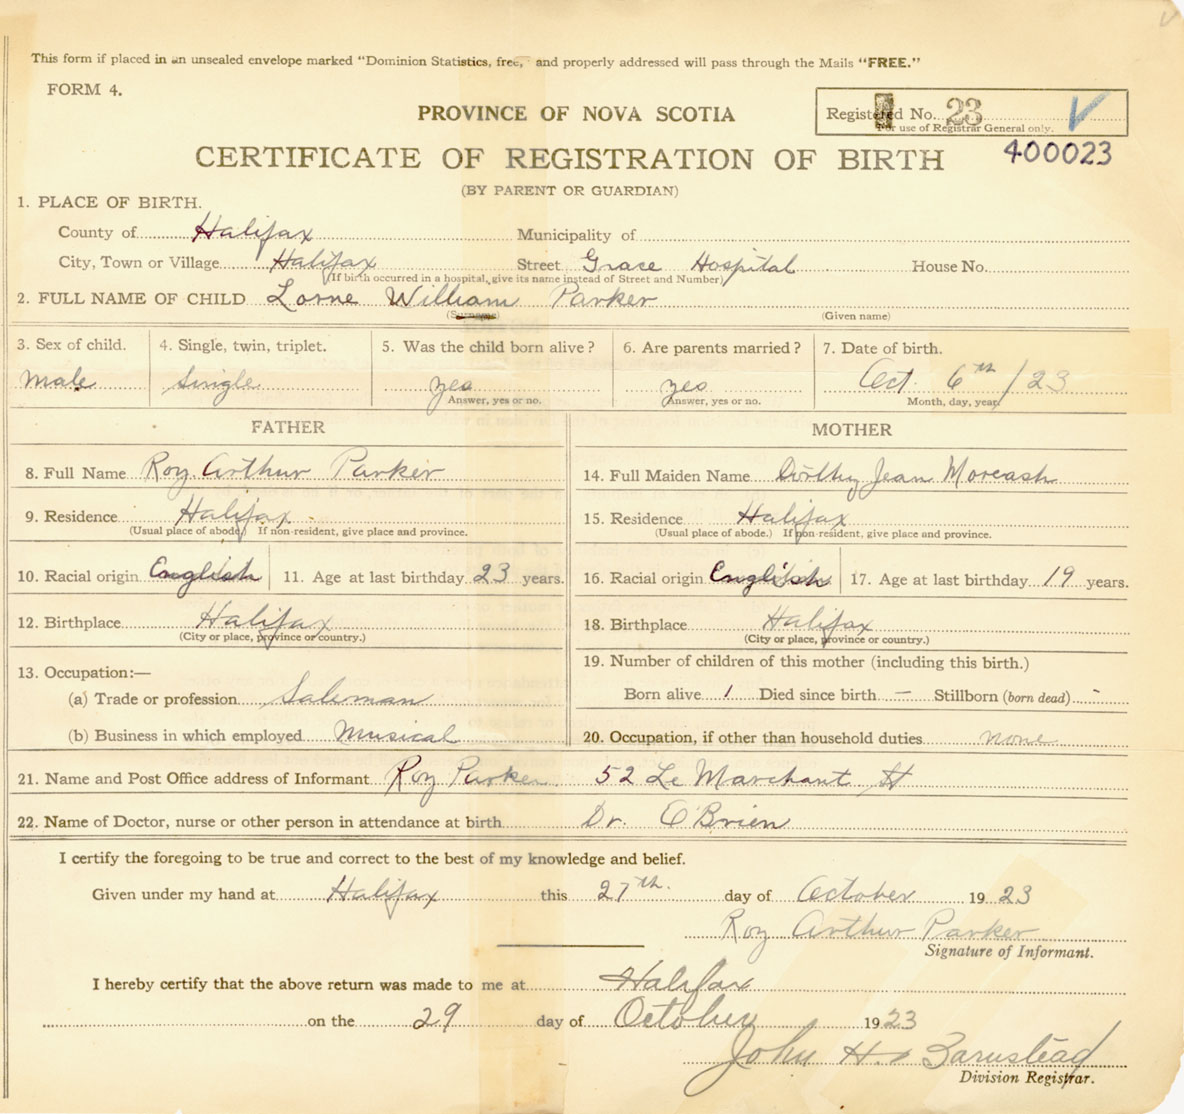 This form if placed in an unsealed envelope marked "Dominion Statistics, free," and properly addressed will pass through the Mails "FREE."
FORM 4.
PROVINCE OF NOVA SCOTIA
Registered No. 23
For use of Registrar General only.
CERTIFICATE OF REGISTRATION OF BIRTH 400023
(BY PARENT OR GUARDIAN)
1. PLACE OF BIRTH.
County of Halifax Municipality of
City, Town or Village Halifax Street Grace Hospital House No.
(If birth occurred in a hospital, give its name instead of Street and Number)
2. FULL NAME OF CHILD Lorne William Parker
(Surname) (Given name)
3. Sex of child. 4. Single, twin, triplet. 5. Was the child born alive? 6. Are parents married? 7. Date of birth.
male Single yes yes Oct. 6th / 23
Answer, yes or no. Answer, yes or no. Month, day, year.
FATHER MOTHER
8. Full Name Roy Arthur Parker 14. Full Maiden Name Dorothy Jean Moreash
9. Residence Halifax 15. Residence Halifax
(Usual place of abode.) If non-resident, give place and province. (Usual place of abode.) If non-resident, give place and province.
10. Racial origin English 11. Age at last birthday 23 years. 16. Racial origin English 17. Age at last birthday 19 years.
12. Birthplace Halifax 18. Birthplace Halifax
(City or place, province or country.) (City or place, province or country.)
13. Occupation:— 19. Number of children of this mother (including this birth.)
(a) Trade or profession Saleman Born alive 1 Died since birth — Stillborn (born dead) -
(b) Business in which employed Musical 20. Occupation, if other than household duties none
21. Name and Post Office address of Informant Roy Parker 52 Le Marchant St
22. Name of Doctor, nurse or other person in attendance at birth Dr. O'Brien
I certify the foregoing to be true and correct to the best of my knowledge and belief.
Given under my hand at Halifax this 27th. day of October 1923
Roy Arthur Parker
Signature of Informant.
I hereby certify that the above return was made to me at Halifax
on the 29 day of October 1923
John H. Barnstead
Division Registrar.